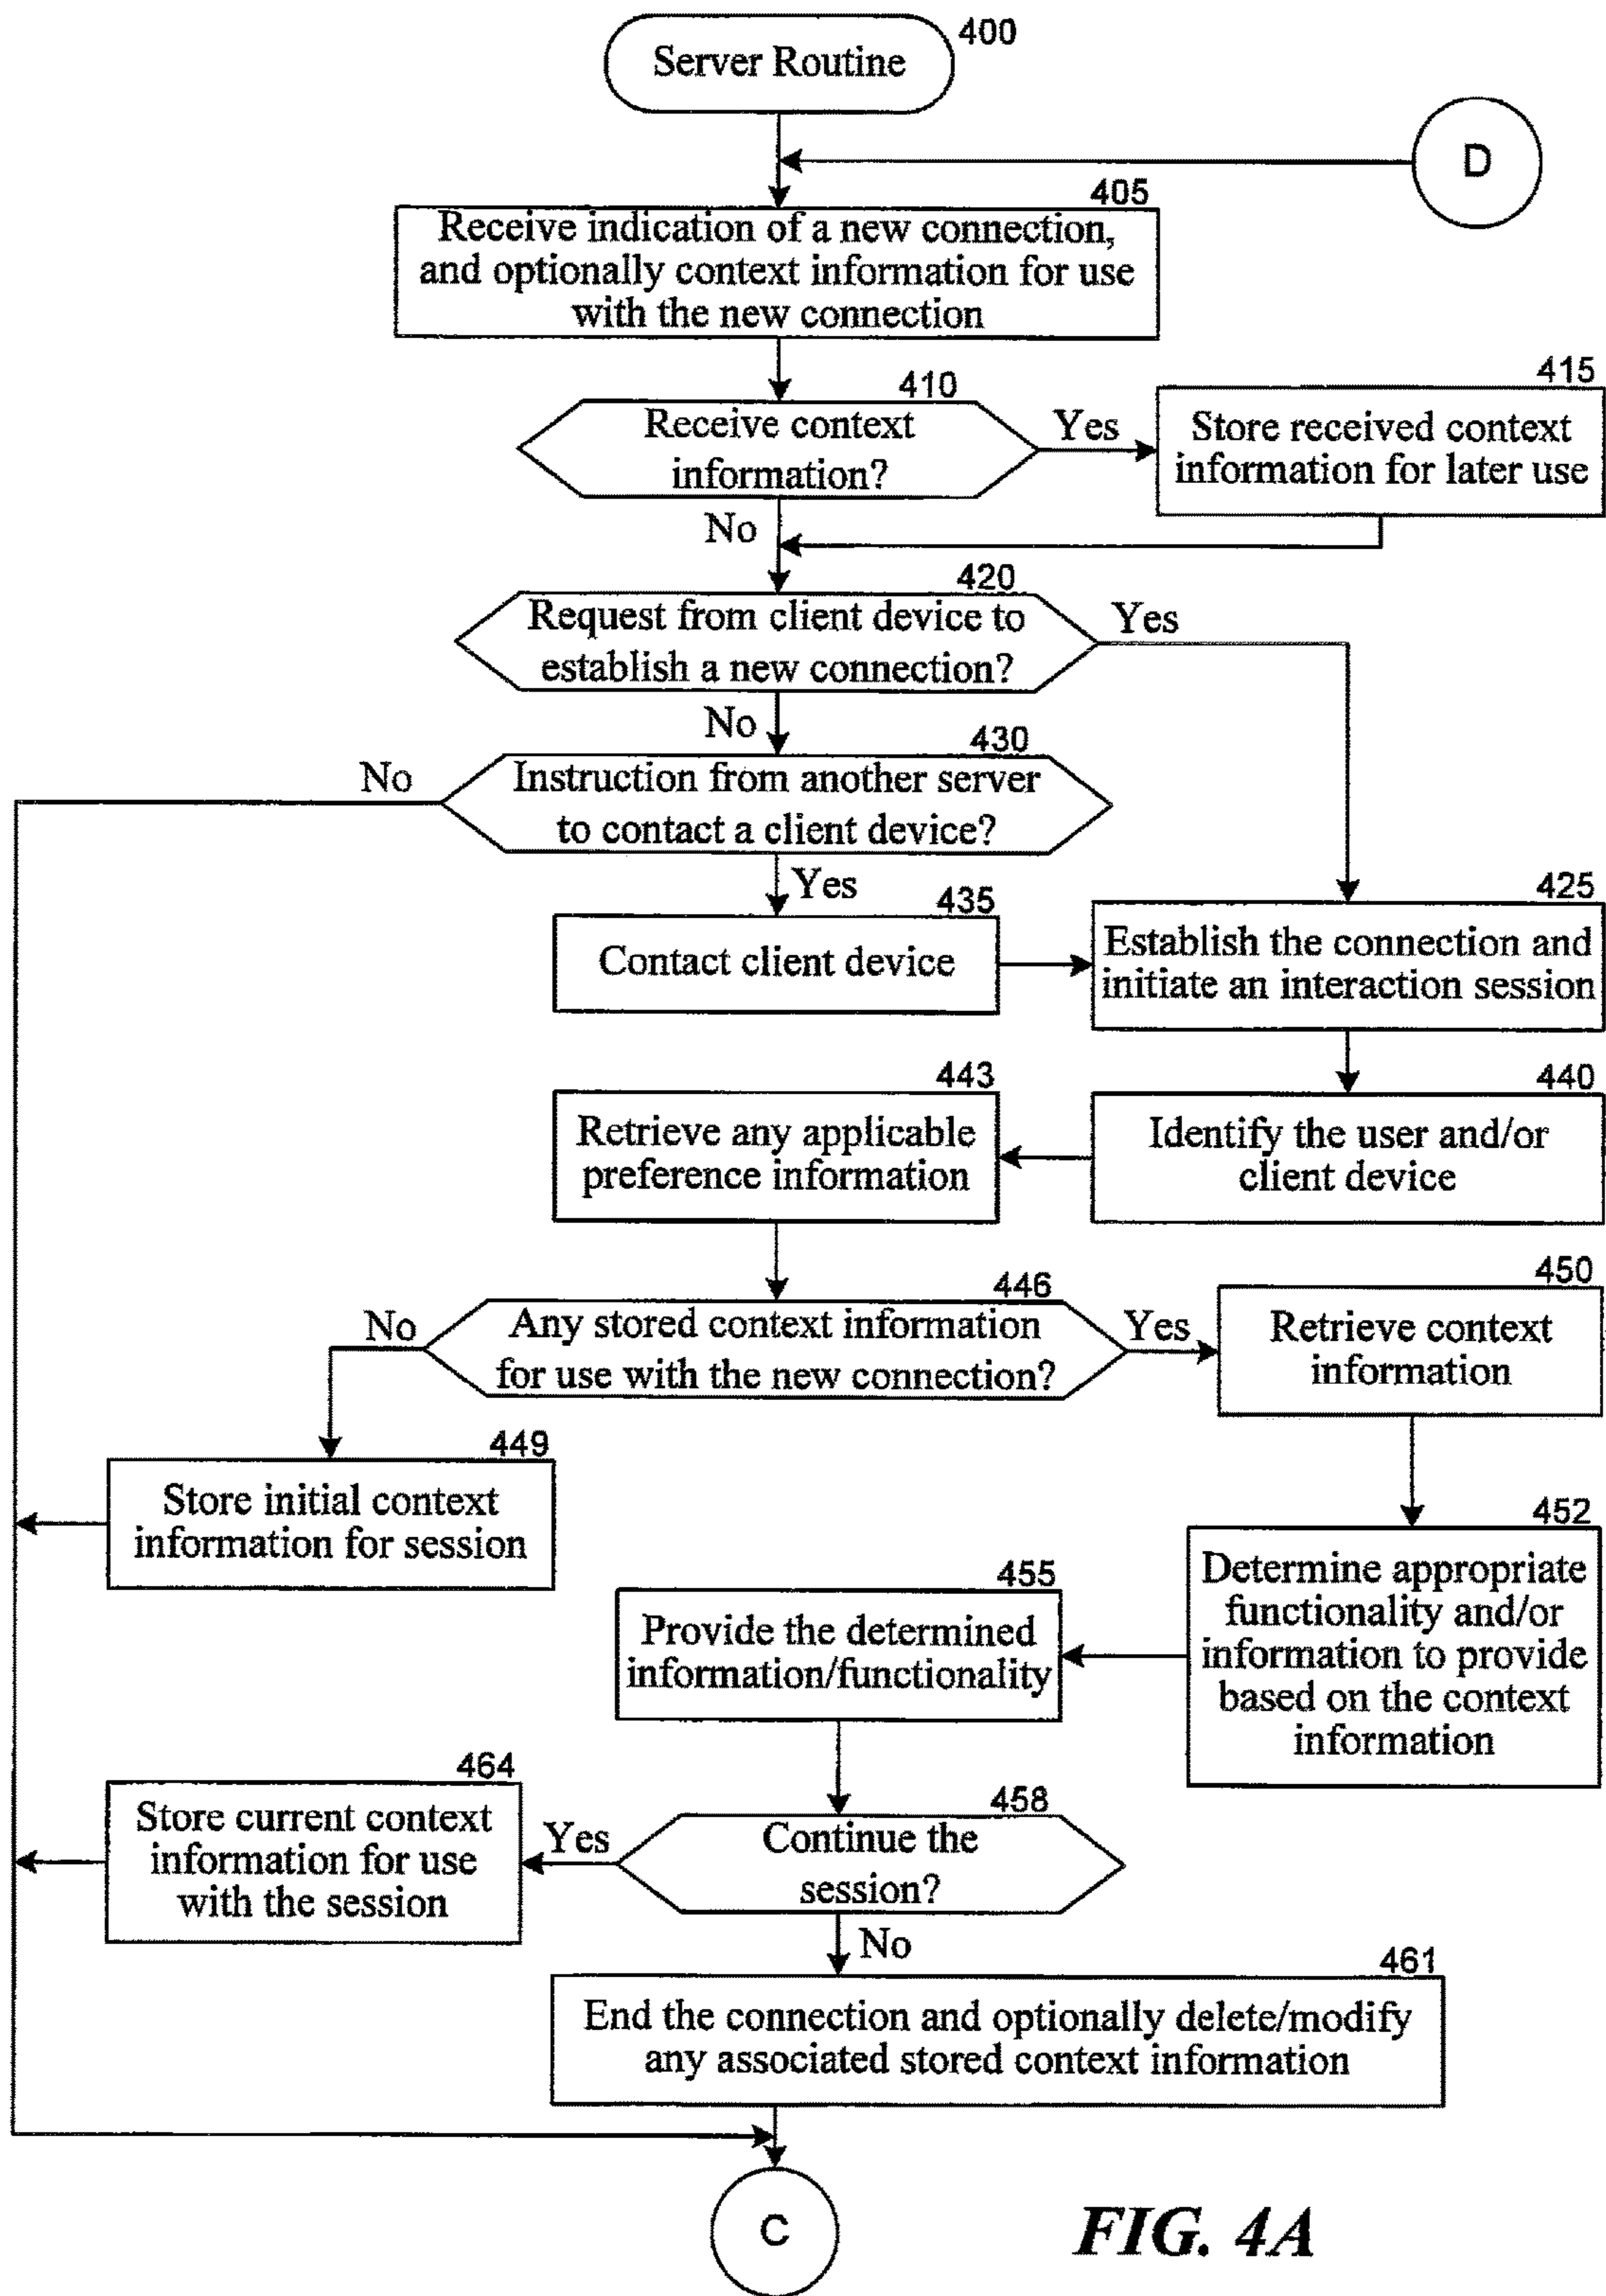 400
Server Routine
D
405
Receive indication of a new connection,
and optionally context information for use
with the new connection
410
Receive context
information?
Yes
415
Store received context
information for later use
No
420
Request from client device to
establish a new connection?
Yes
No
430
Instruction from another server
to contact a client device?
No
Yes
435
Contact client device
425
Establish the connection and
initiate an interaction session
443
Retrieve any applicable
preference information
440
Identify the user and/or
client device
446
Any stored context information
for use with the new connection?
No
Yes
450
Retrieve context
information
449
Store initial context
information for session
452
Determine appropriate
functionality and/or
information to provide
based on the context
information
455
Provide the determined
information/functionality
464
Store current context
information for use
with the session
Yes
458
Continue the
session?
No
461
End the connection and optionally delete/modify
any associated stored context information
C
FIG. 4A